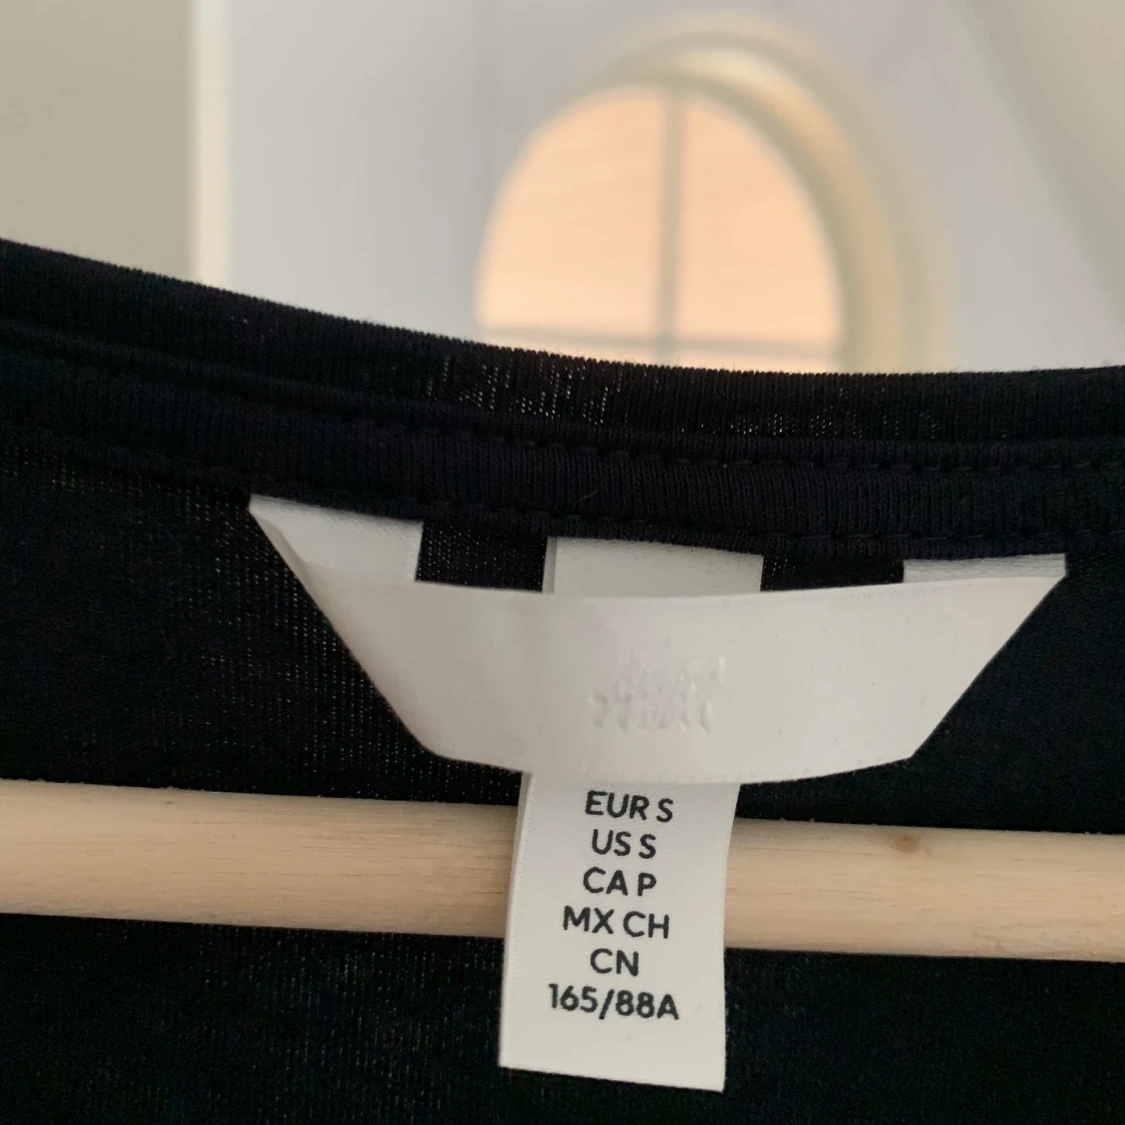 EUR S
US S
CA P
MX CH
CN
165/88A